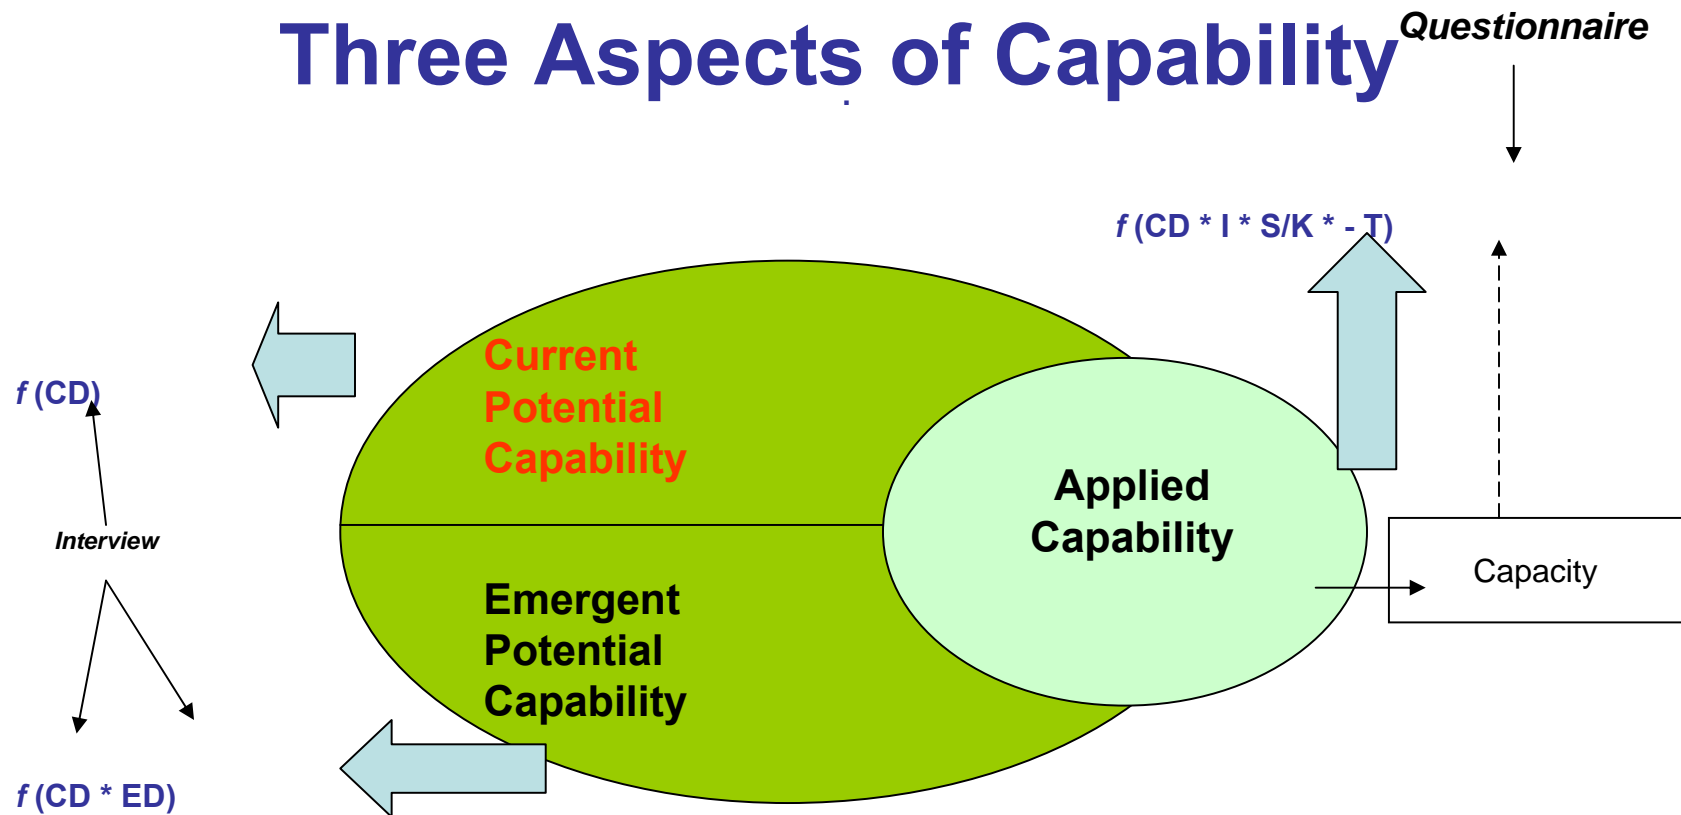 Three Aspects of Capability
Questionnaire
f (CD * I * S/K * - T)
Current
Potential
Capability
f (CD)
Applied
Capability
Interview
Capacity
Emergent
Potential
Capability
f (CD * ED)